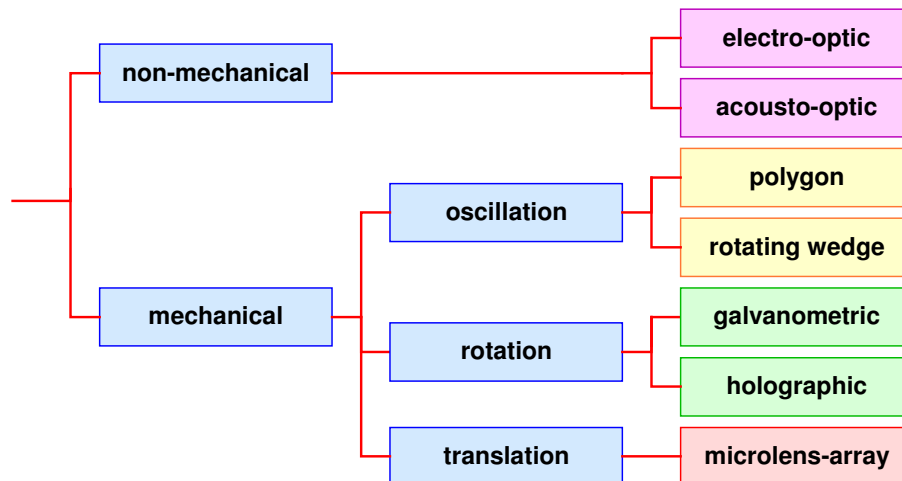 non-mechanical
electro-optic
acousto-optic
mechanical
oscillation
polygon
rotating wedge
rotation
galvanometric
holographic
translation
microlens-array